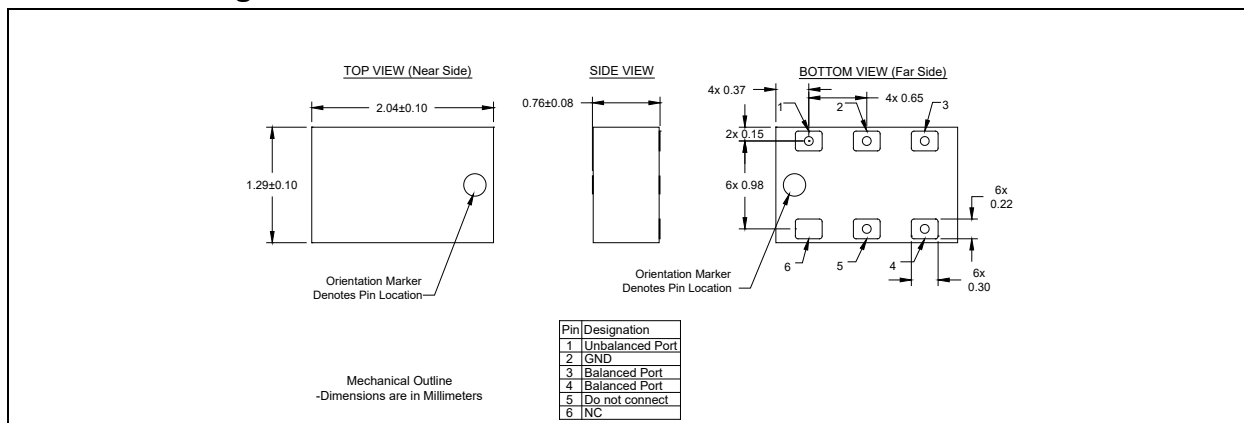 TOP VIEW (Near Side)
SIDE VIEW
BOTTOM VIEW (Far Side)
2.04±0.10
1.29±0.10
Orientation Marker
Denotes Pin Location
0.76±0.08
4x 0.37
4x 0.65
1
2
3
2x 0.15
6x 0.98
6x
0.22
6x
0.30
6
5
4
Orientation Marker
Denotes Pin Location
Pin Designation
1 Unbalanced Port
2 GND
3 Balanced Port
4 Balanced Port
5 Do not connect
6 NC
Mechanical Outline
-Dimensions are in Millimeters